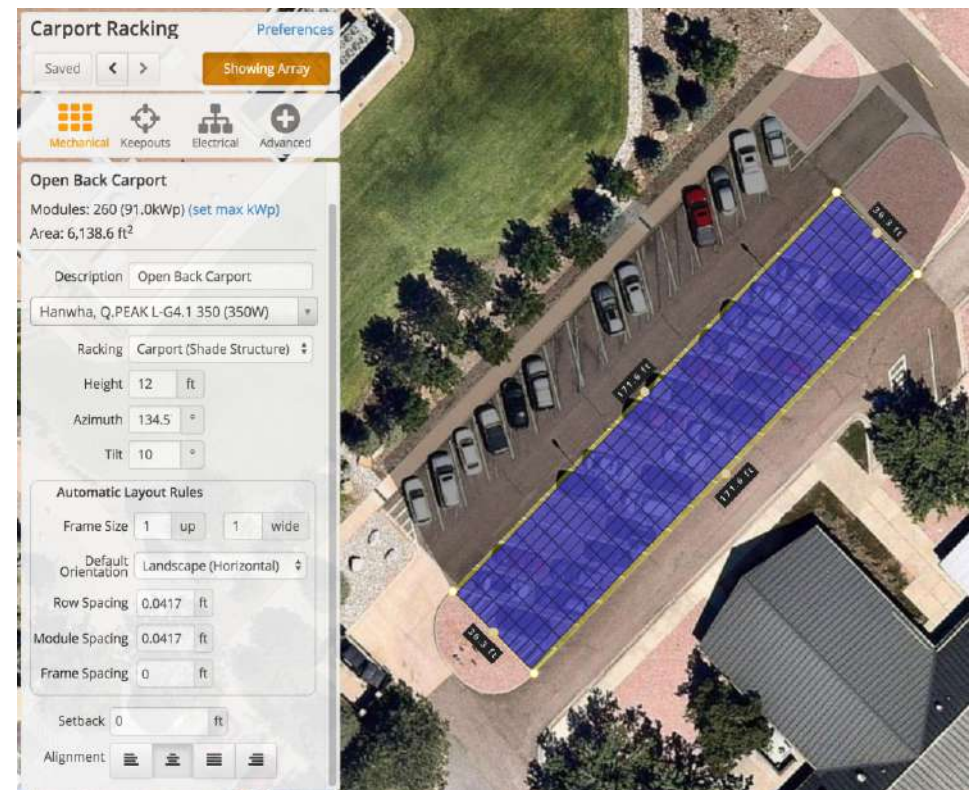 Carport Racking Preferences
Saved < > Showing Array
Mechanical Keepouts Electrical Advanced
Open Back Carport
Modules: 260 (91.0kWp) (set max kWp)
Area: 6,138.6 ft²
Description Open Back Carport
Hanwha, Q.PEAK L-G4.1 350 (350W)
Racking Carport (Shade Structure)
Height 12 ft
Azimuth 134.5 °
Tilt 10 °
Automatic Layout Rules
Frame Size 1 up 1 wide
Default
Orientation Landscape (Horizontal)
Row Spacing 0.0417 ft
Module Spacing 0.0417 ft
Frame Spacing 0 ft
Setback 0 ft
Alignment
36.3 ft
171.6 ft
171.6 ft
36.3 ft